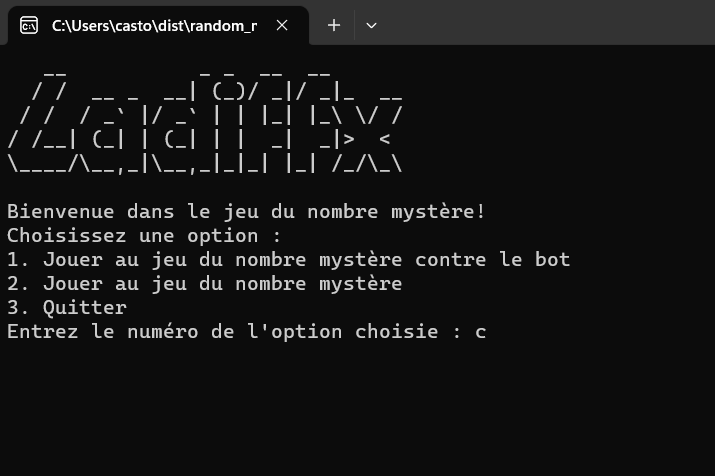 C:\Users\casto\dist\random_r
Bienvenue dans le jeu du nombre mystère!
Choisissez une option :
1. Jouer au jeu du nombre mystère contre le bot
2. Jouer au jeu du nombre mystère
3. Quitter
Entrez le numéro de l'option choisie : c